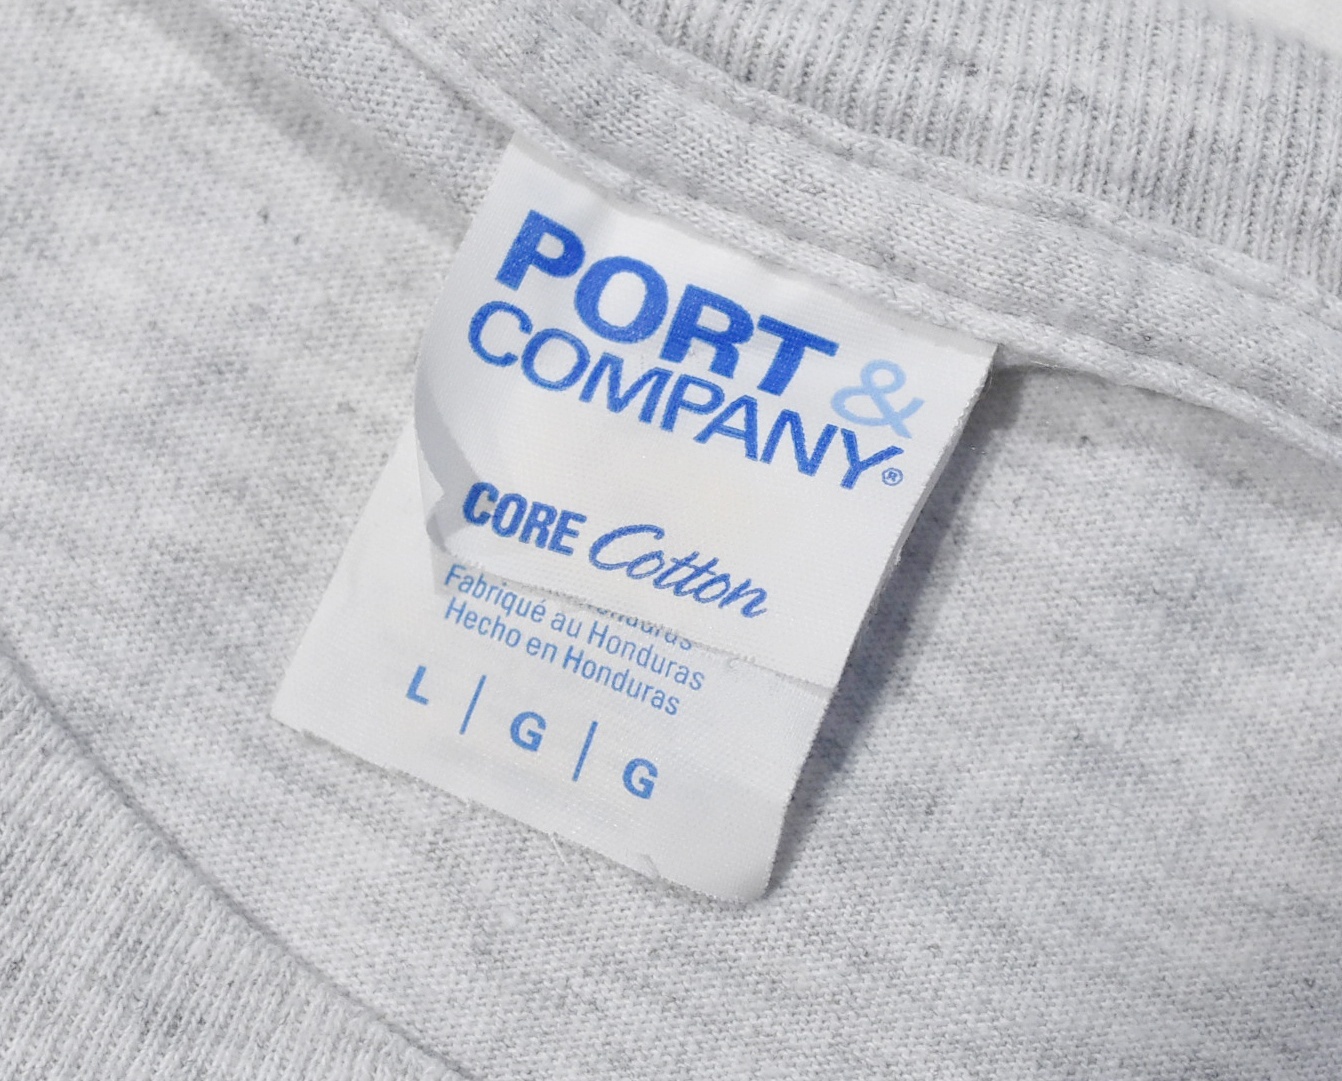 PORT &
COMPANY®
CORE Cotton
Fabriqué au Honduras
Hecho en Honduras
L | G | G